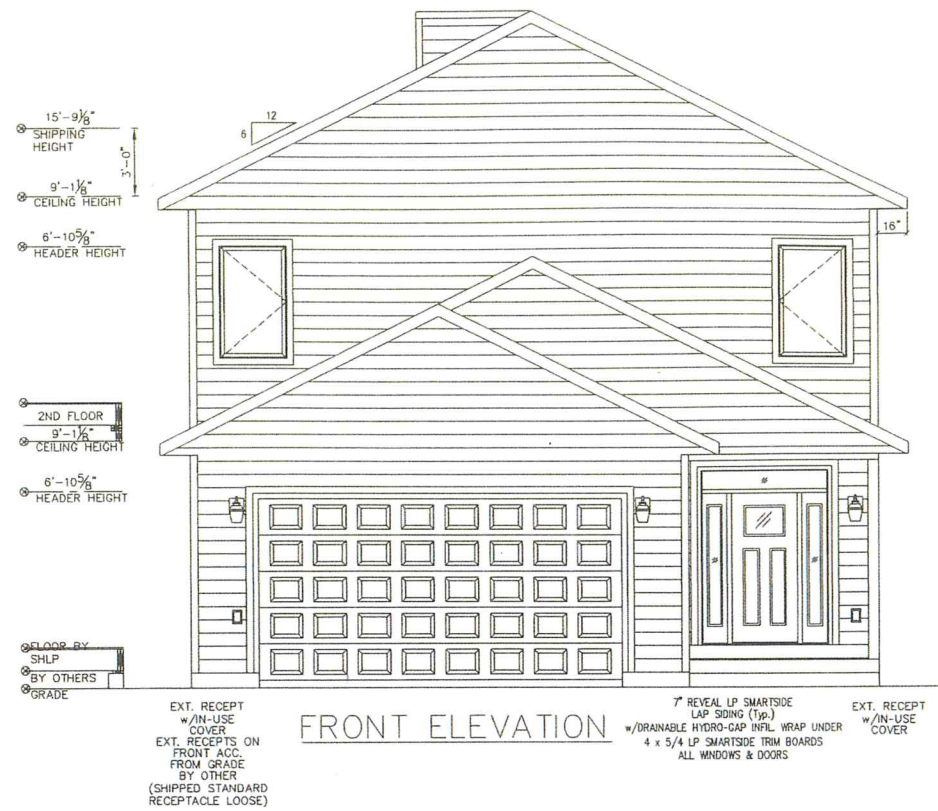 15'-9⅛"
SHIPPING
HEIGHT
12
6
3'-0"
9'-1⅛"
CEILING HEIGHT
6'-10⅝"
HEADER HEIGHT
16"
2ND FLOOR
9'-1⅛"
CEILING HEIGHT
6'-10⅝"
HEADER HEIGHT
FLOOR BY
SHLP
BY OTHERS
GRADE
EXT. RECEPT
w/IN-USE
COVER
EXT. RECEPTS ON
FRONT ACC.
FROM GRADE
BY OTHER
(SHIPPED STANDARD
RECEPTACLE LOOSE)
FRONT ELEVATION
7" REVEAL LP SMARTSIDE
LAP SIDING (Typ.)
w/DRAINABLE HYDRO-GAP INFIL. WRAP UNDER
4 x 5/4 LP SMARTSIDE TRIM BOARDS
ALL WINDOWS & DOORS
EXT. RECEPT
w/IN-USE
COVER